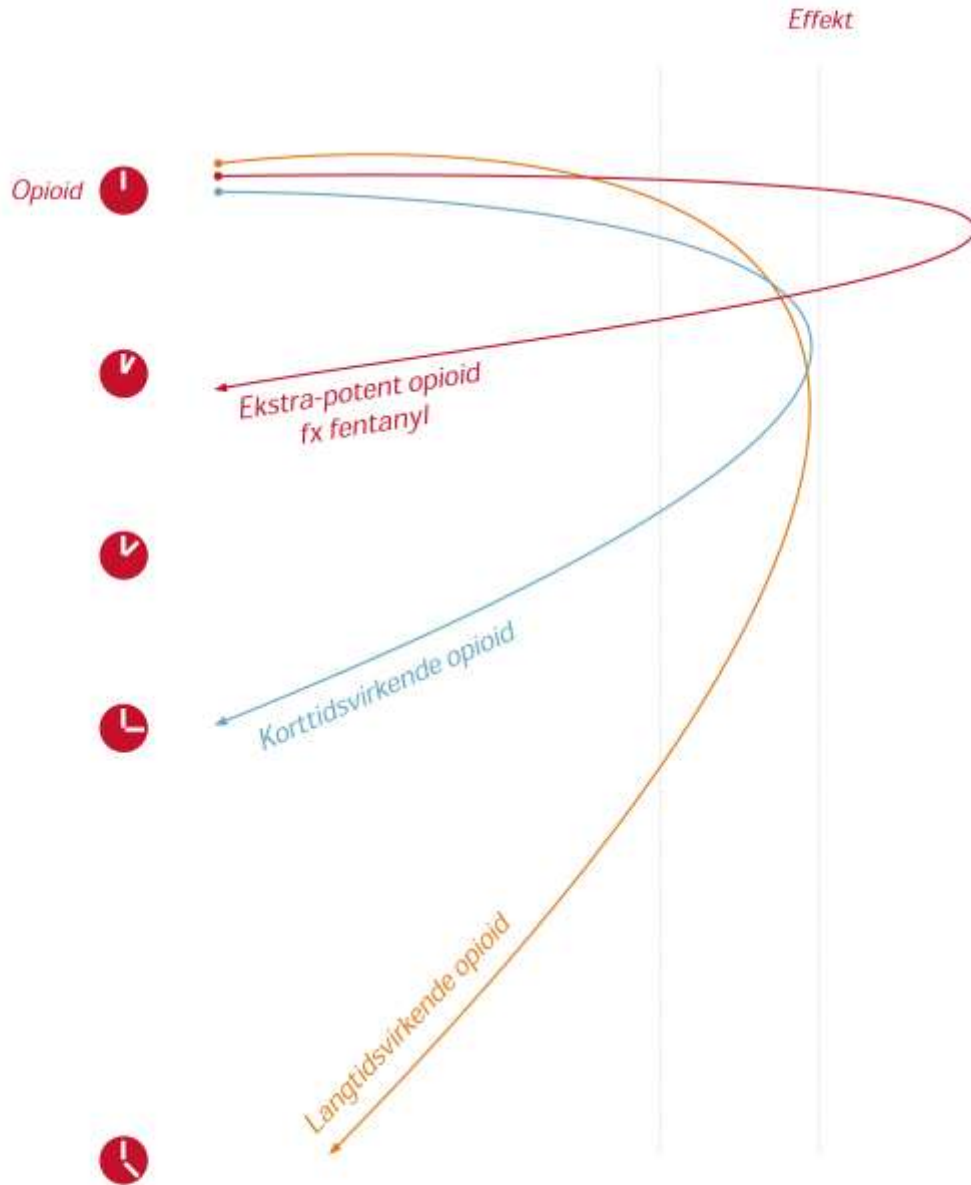 Effekt
Opioid
Ekstra-potent opioid
fx fentanyl
Korttidsvirkende opioid
Langtidsvirkende opioid